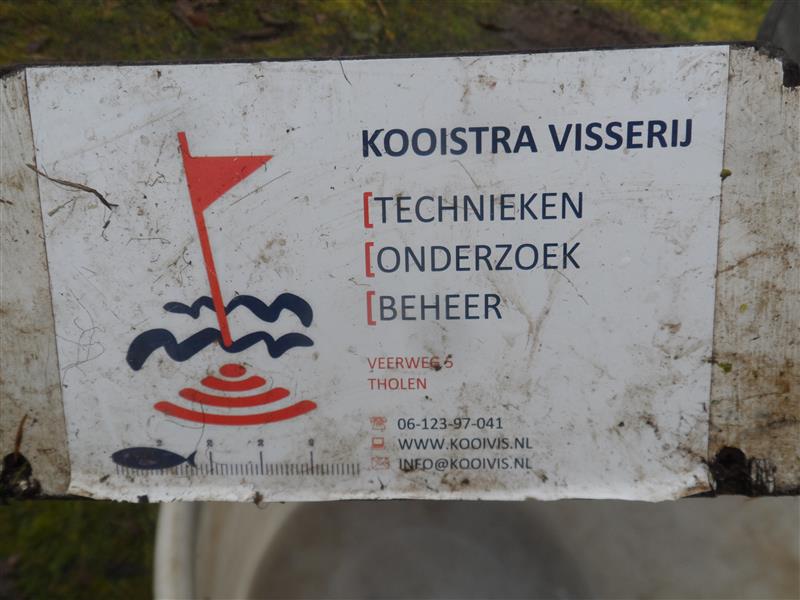 KOOISTRA VISSERIJ
[TECHNIEKEN
[ONDERZOEK
[BEHEER
VEERWEG 5
THOLEN
06-123-97-041
WWW.KOOIVIS.NL
INFO@KOOIVIS.NL